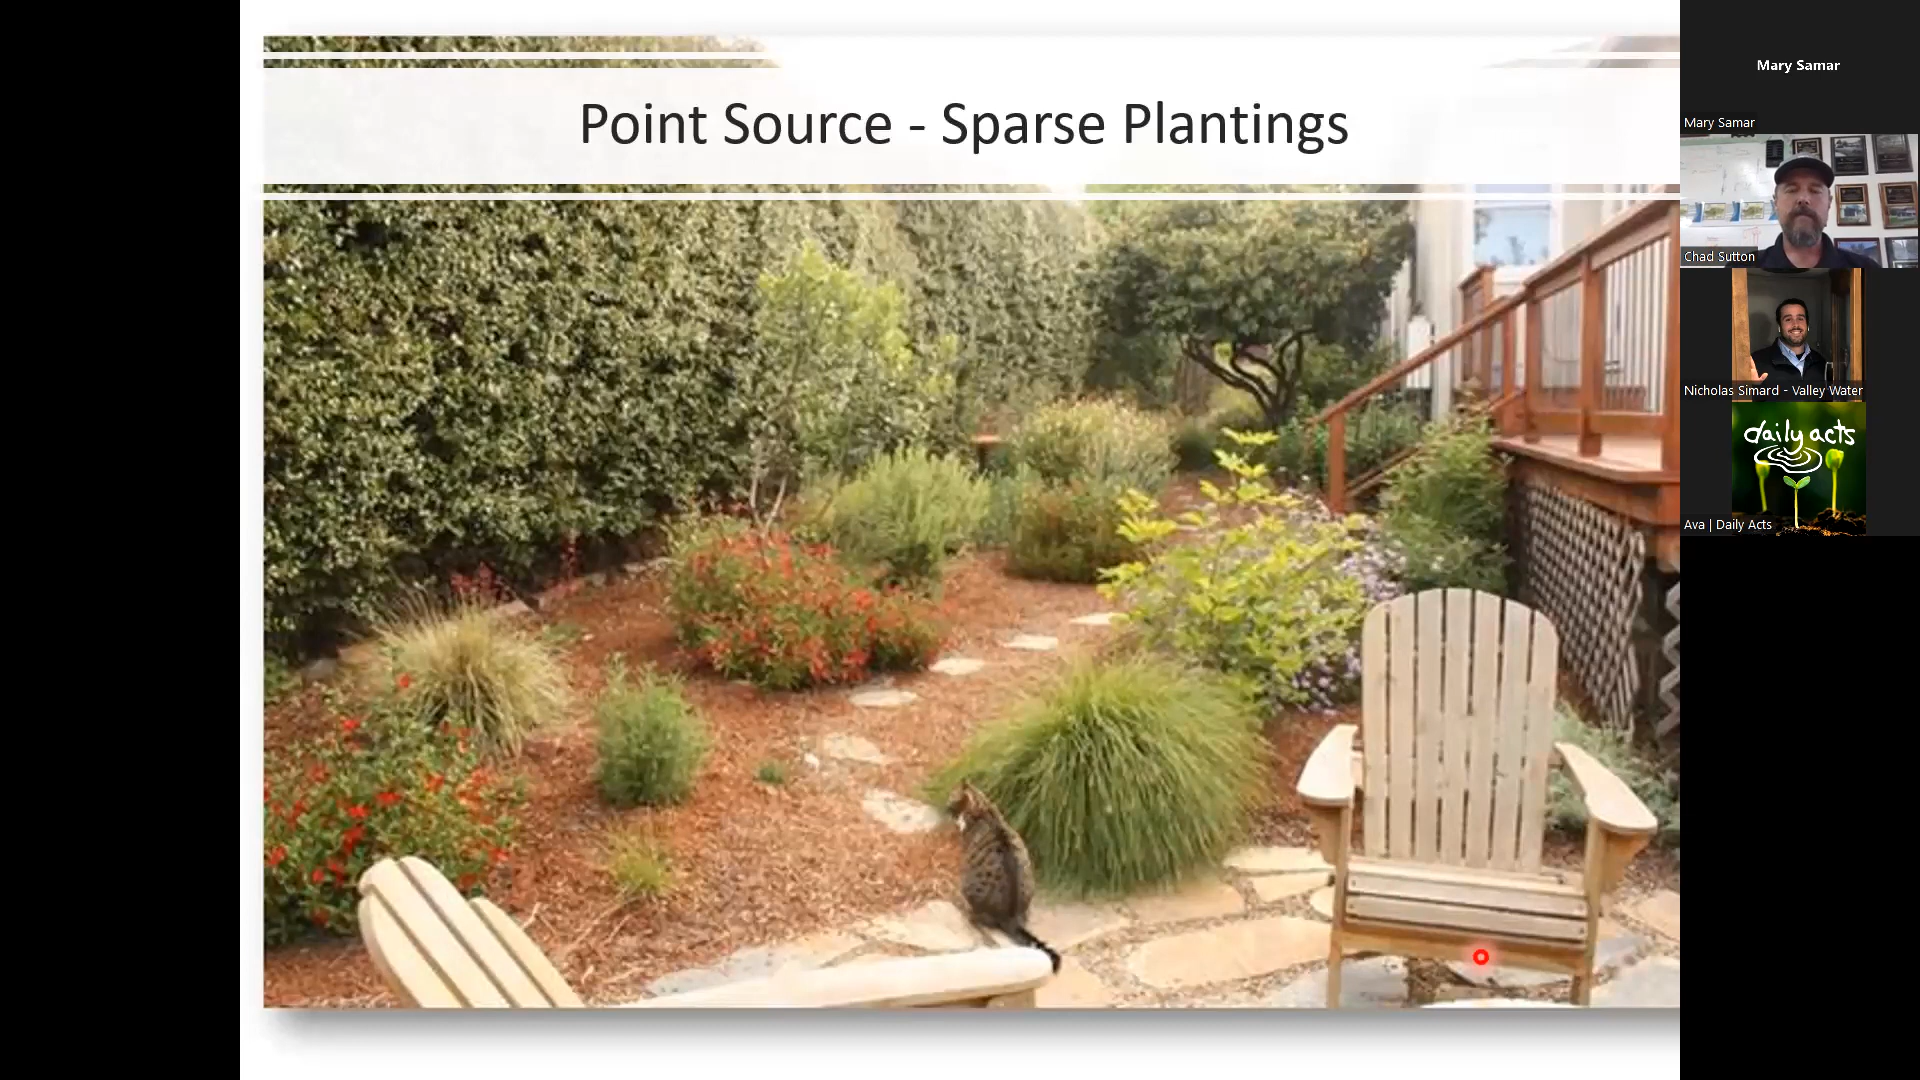 Point Source - Sparse Plantings
Mary Samar
Mary Samar
Chad Sutton
Nicholas Simard - Valley Water
daily acts
Ava | Daily Acts